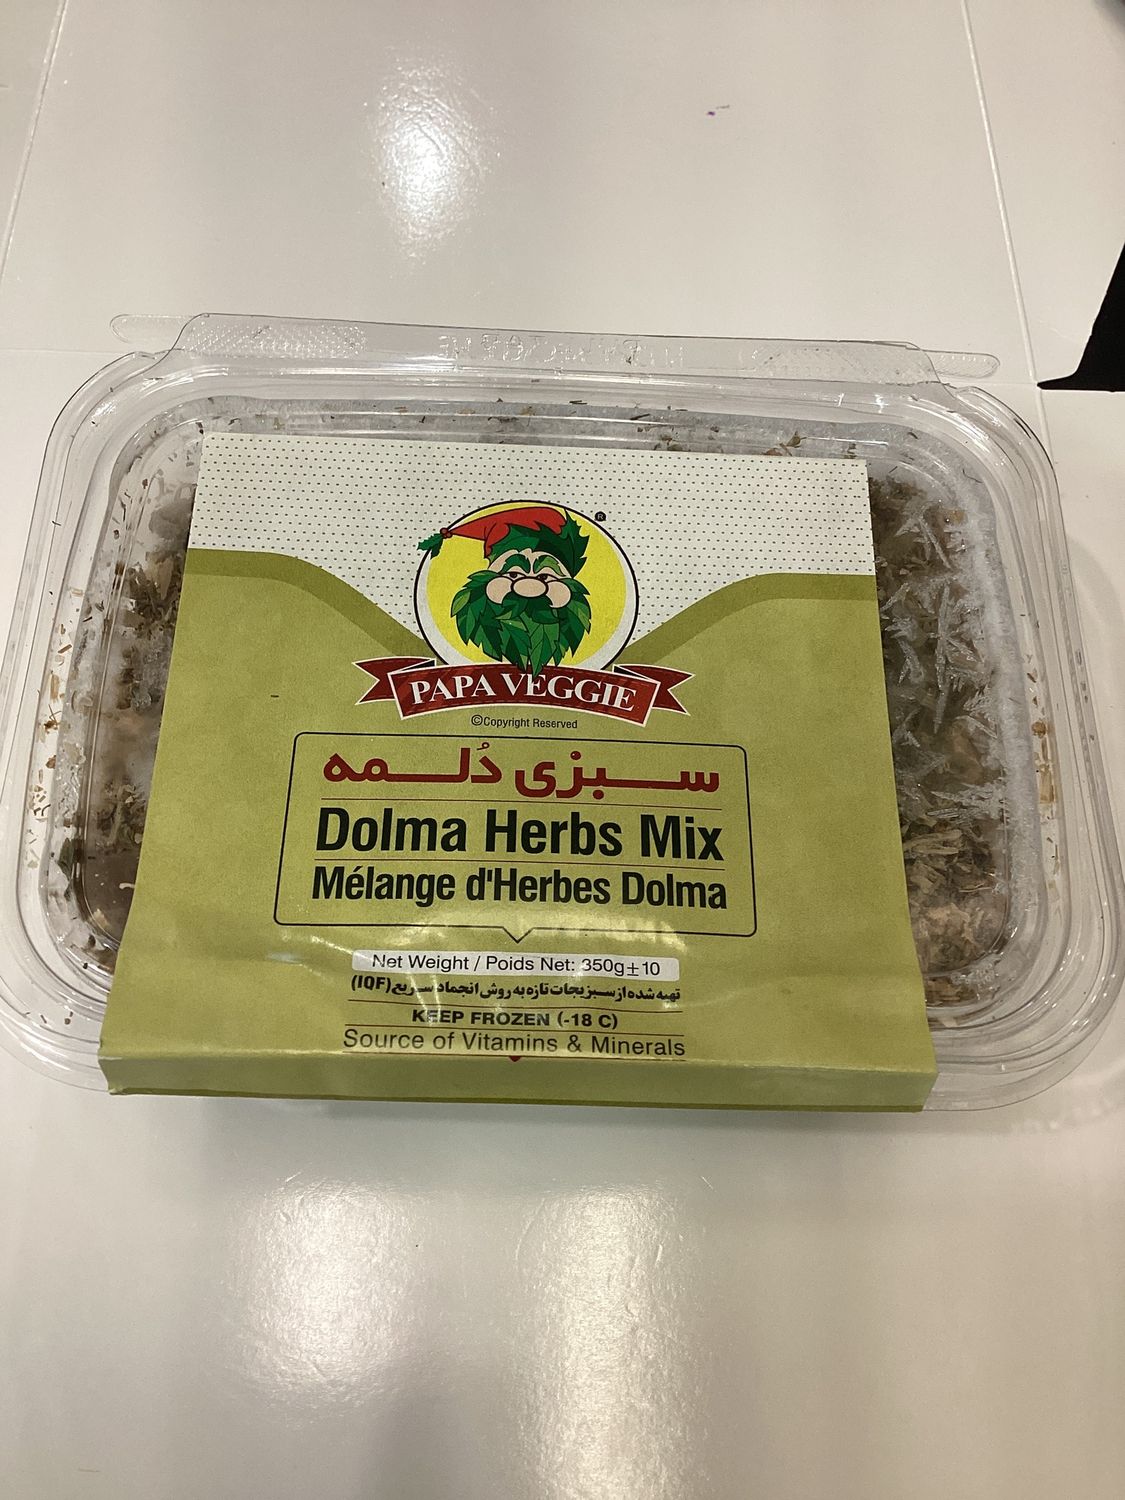 ®
PAPA VEGGIE
©Copyright Reserved
سبزی دُلمه
Dolma Herbs Mix
Mélange d'Herbes Dolma
Net Weight / Poids Net: 350g±10
تهیه شده از سبزیجات تازه به روش انجماد سریع (IQF)
KEEP FROZEN (-18 C)
Source of Vitamins & Minerals